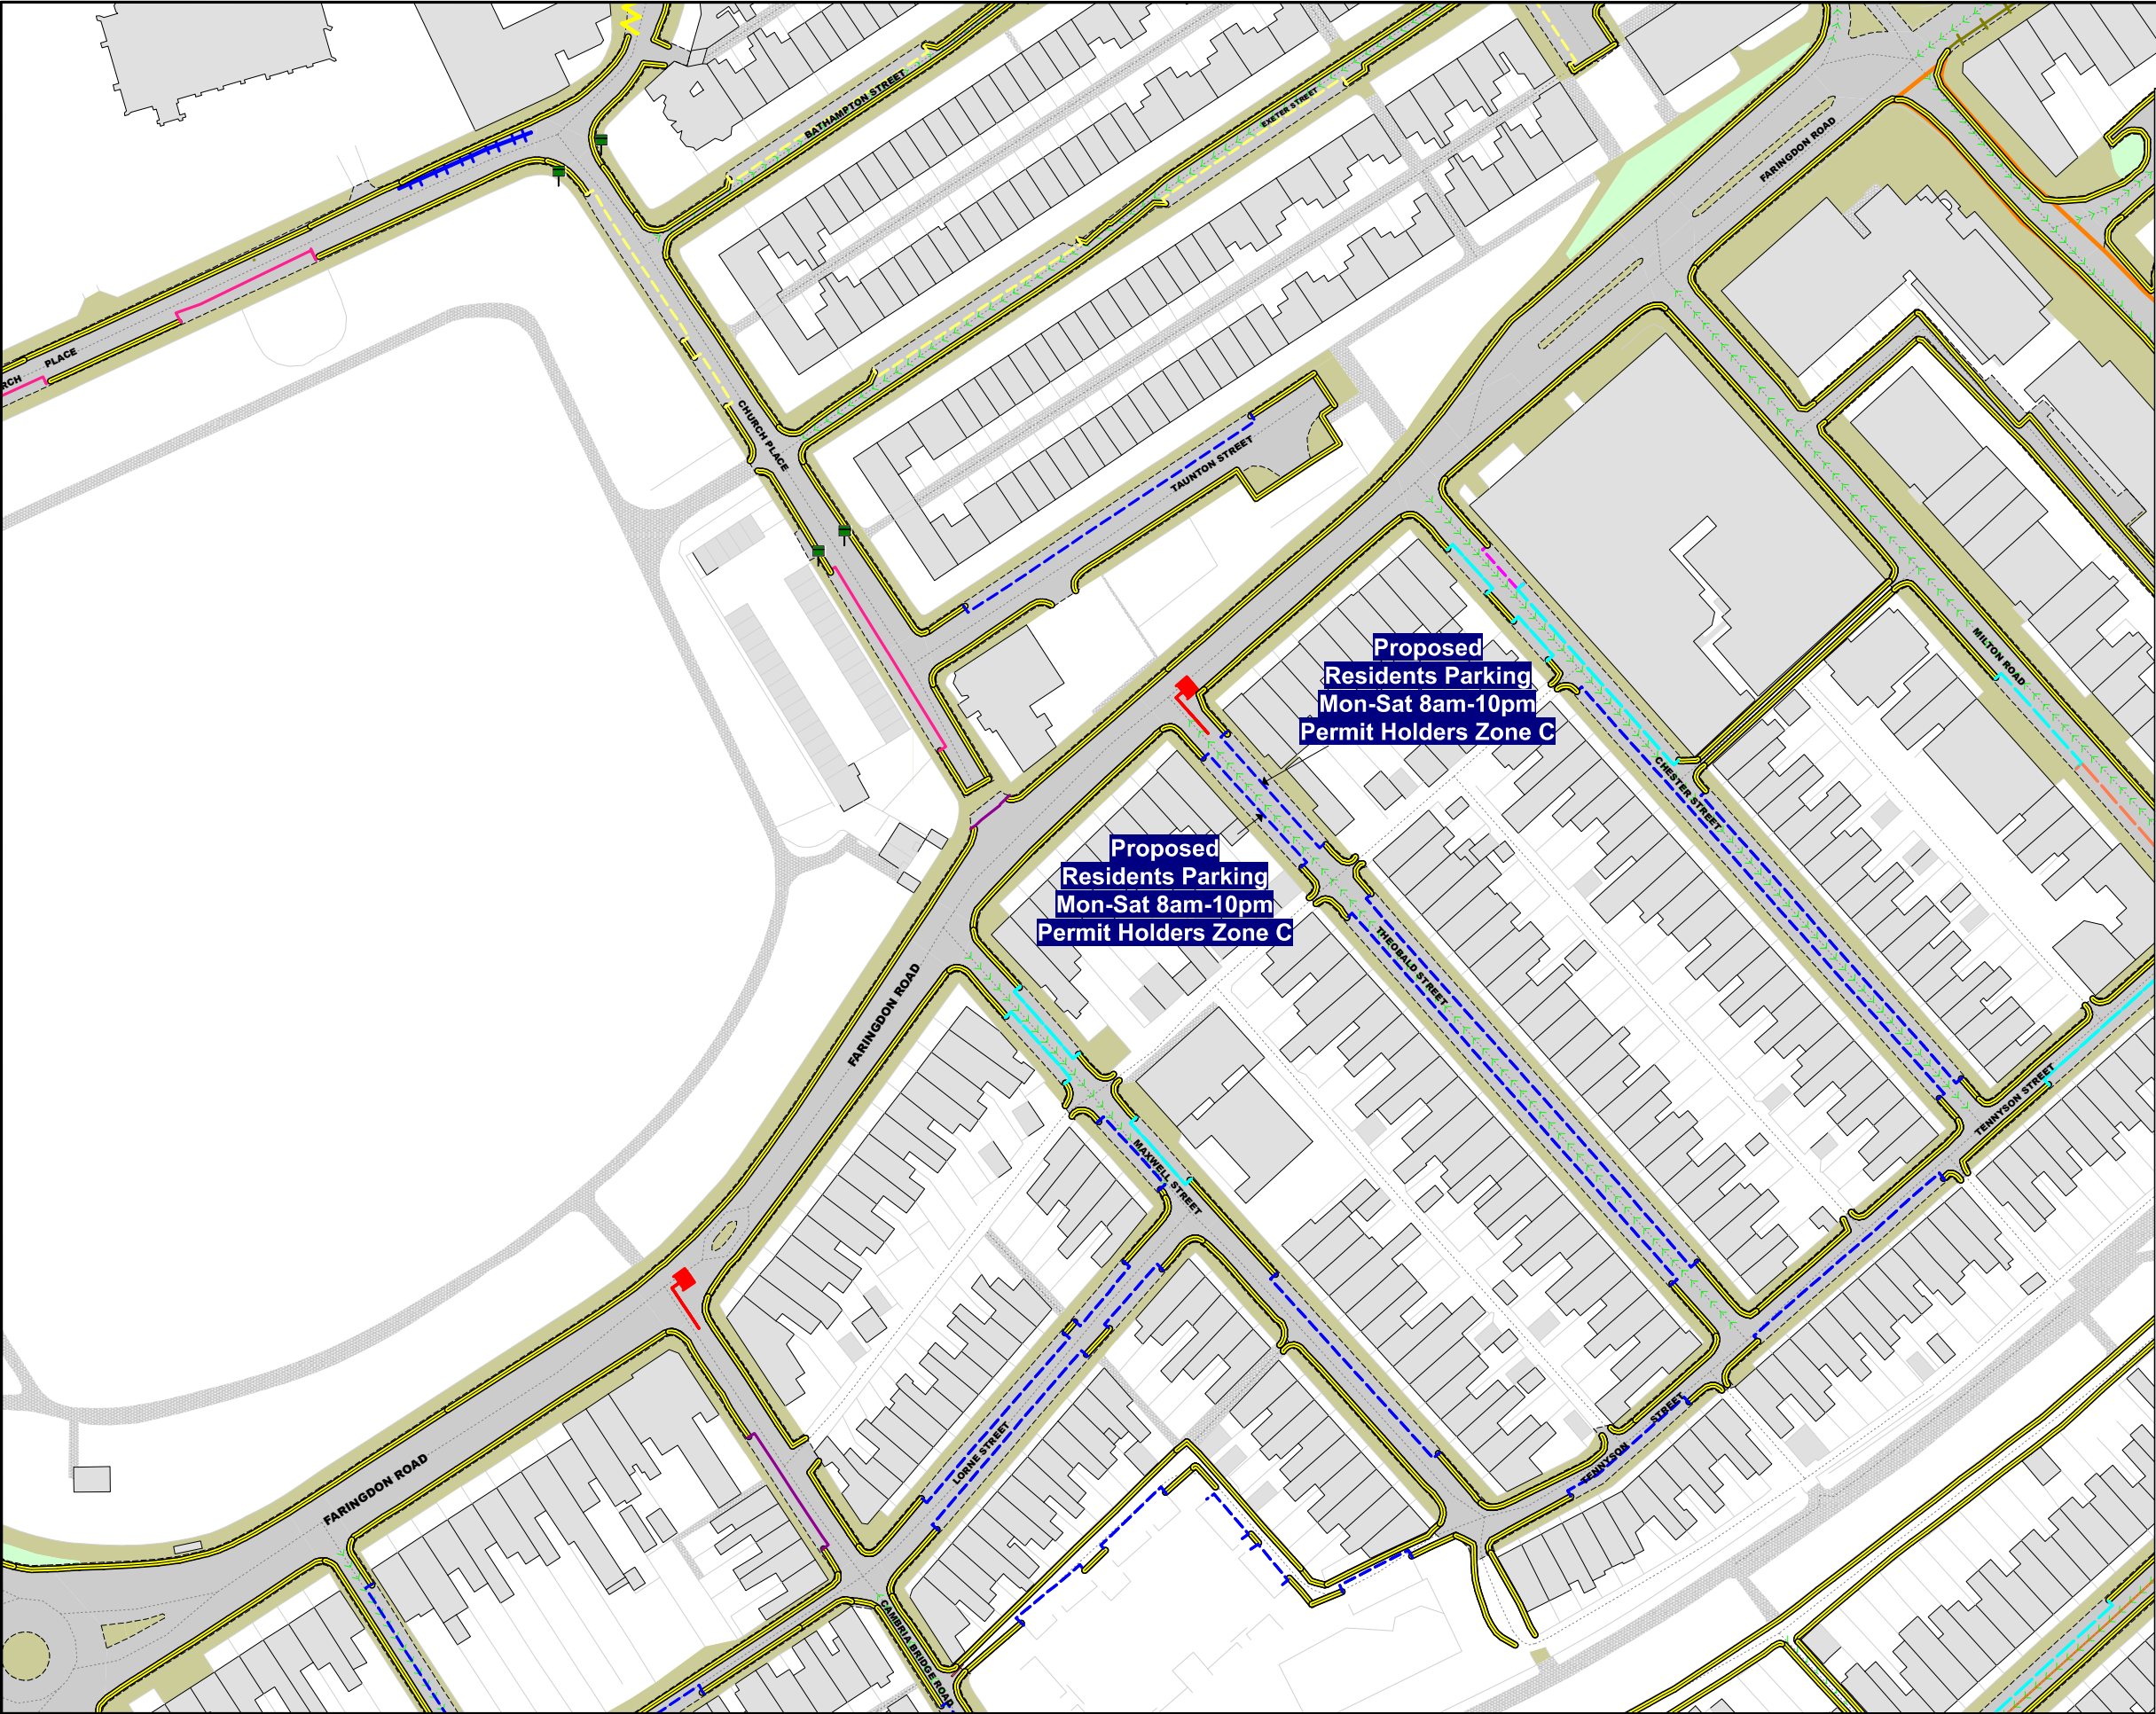 BATHAMPTON STREET
EXETER STREET
FARINGDON ROAD
PLACE
RCH
CHURCH PLACE
TAUNTON STREET
Proposed
Residents Parking
Mon-Sat 8am-10pm
Permit Holders Zone C
MILTON ROAD
CHESTER STREET
Proposed
Residents Parking
Mon-Sat 8am-10pm
Permit Holders Zone C
THEOBALD STREET
FARINGDON ROAD
MAXWELL STREET
TENNYSON STREET
LORNE STREET
TENNYSON STREET
FARINGDON ROAD
CAMBRIA BRIDGE ROAD